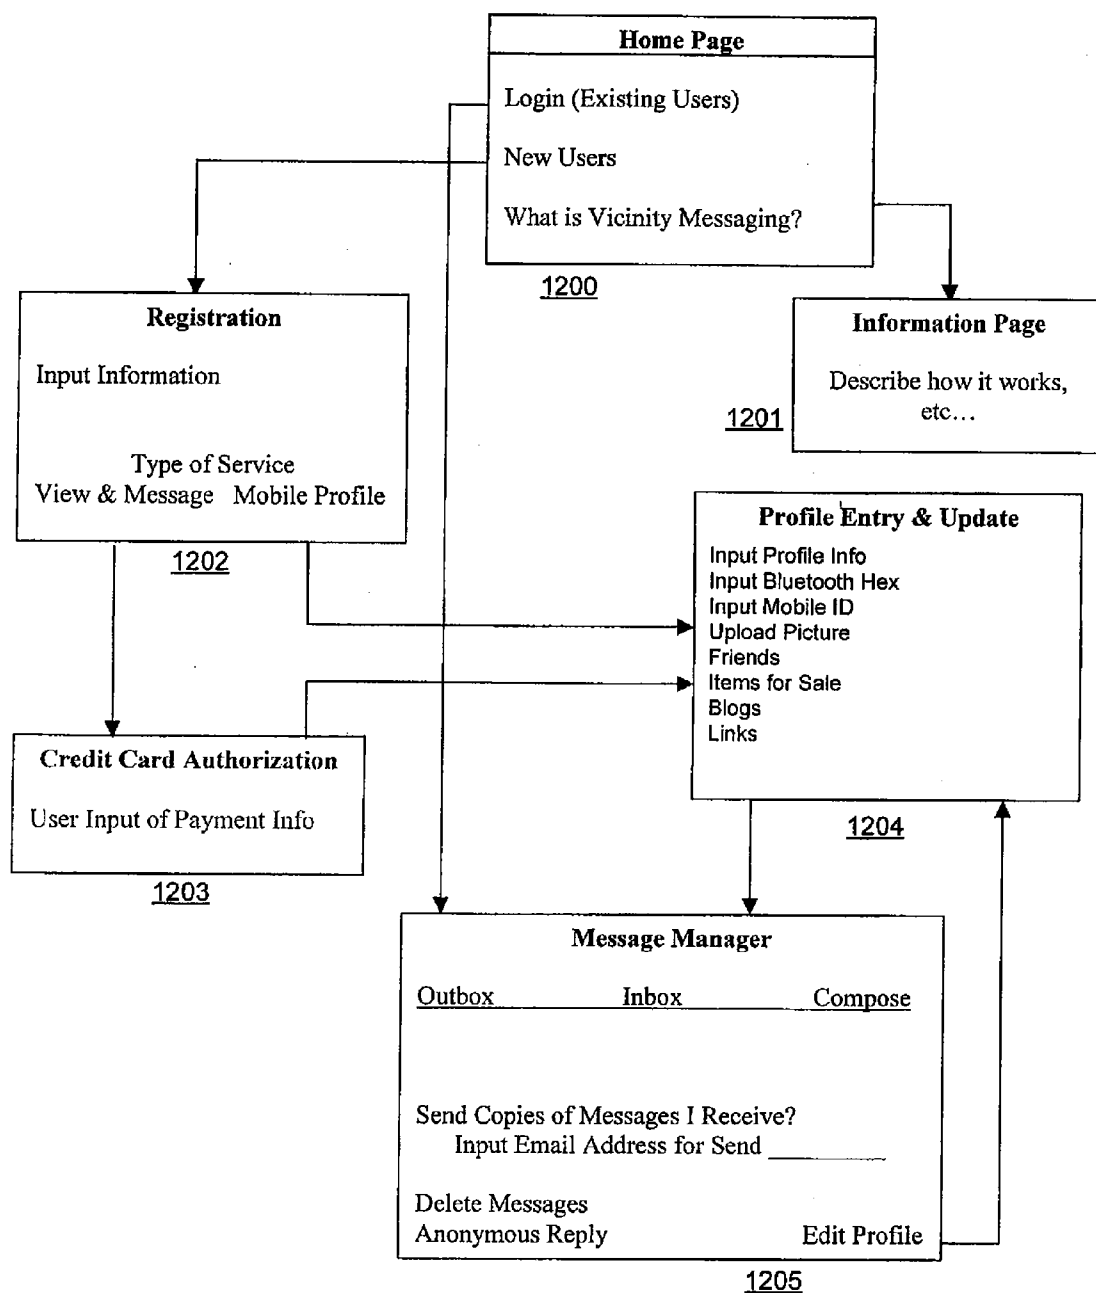 Home Page
Login (Existing Users)
New Users
What is Vicinity Messaging?
1200
Registration
Input Information
Type of Service
View & Message Mobile Profile
1202
Information Page
Describe how it works,
etc...
1201
Profile Entry & Update
Input Profile Info
Input Bluetooth Hex
Input Mobile ID
Upload Picture
Friends
Items for Sale
Blogs
Links
1204
Credit Card Authorization
User Input of Payment Info
1203
Message Manager
Outbox Inbox Compose
Send Copies of Messages I Receive?
Input Email Address for Send __________
Delete Messages
Anonymous Reply Edit Profile
1205